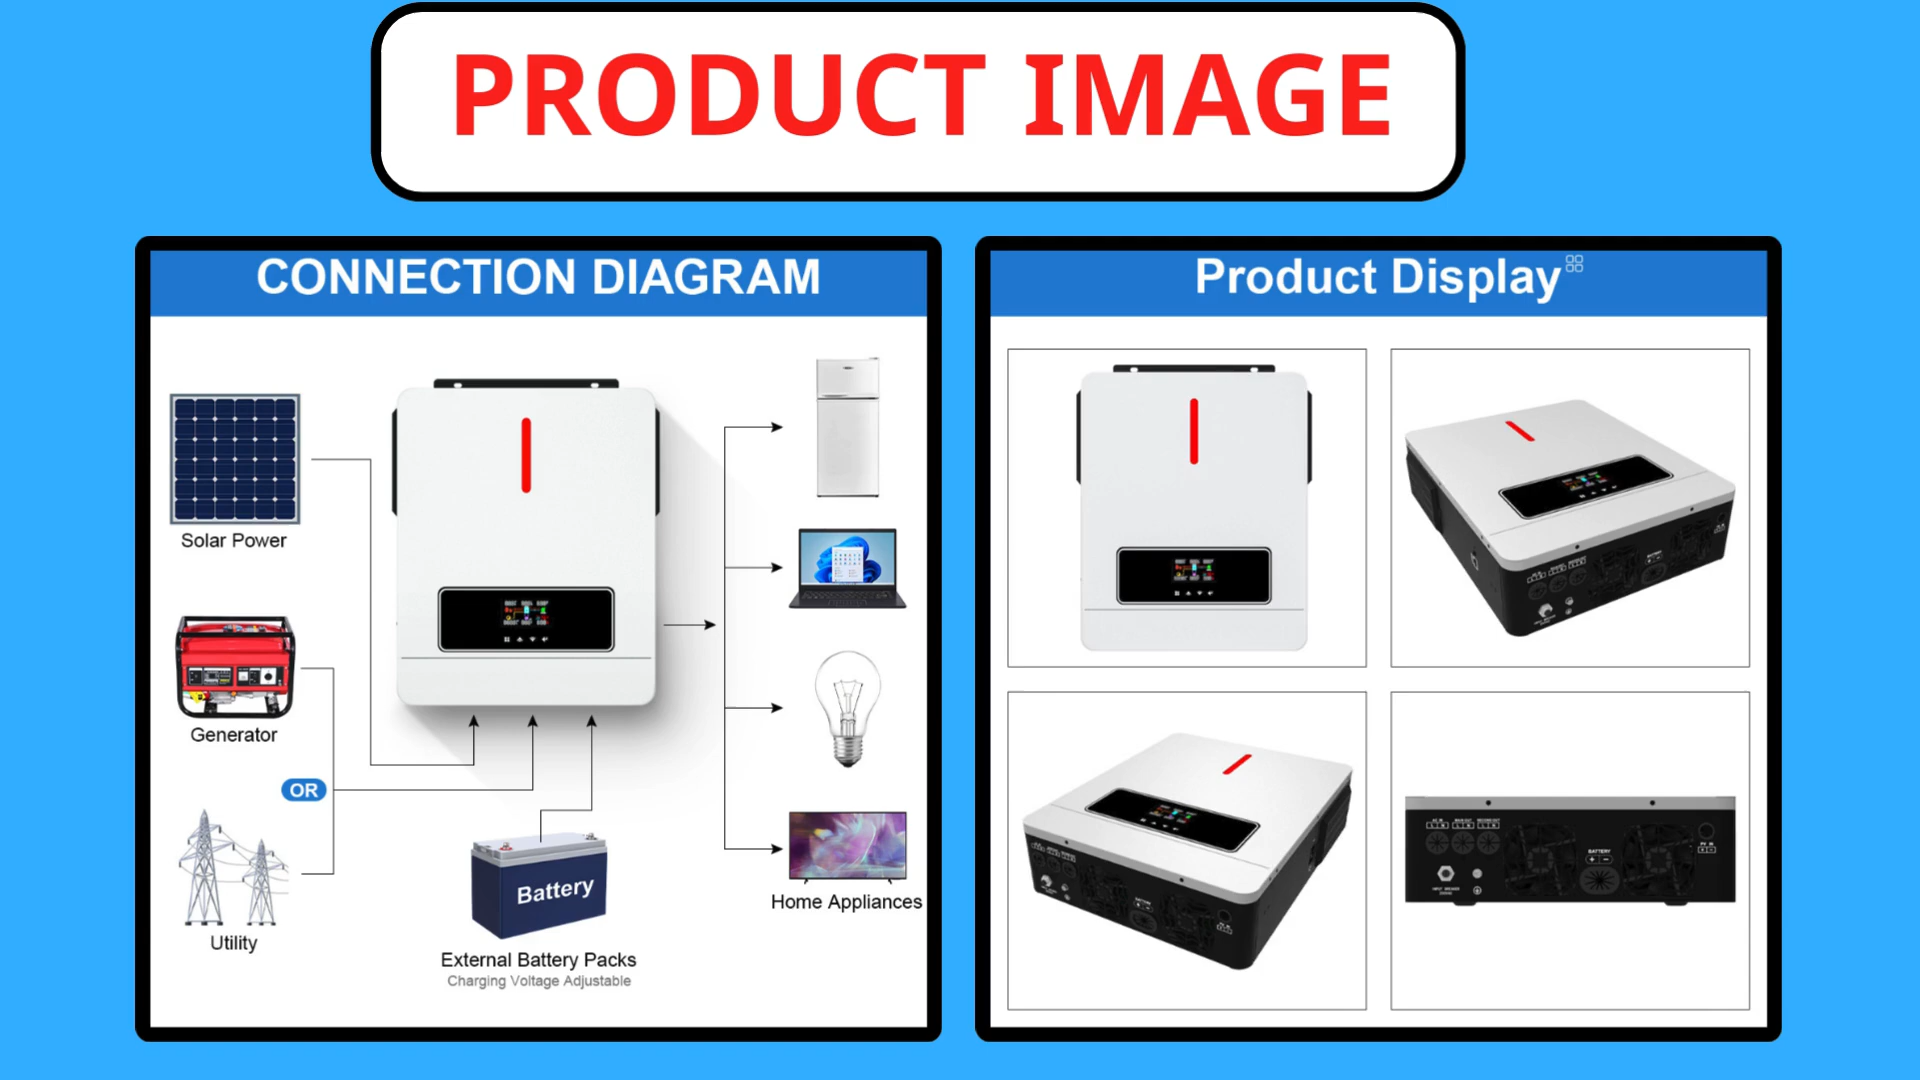 PRODUCT IMAGE
CONNECTION DIAGRAM
Solar Power
Generator
OR
Utility
Battery
External Battery Packs
Charging Voltage Adjustable
Home Appliances
Product Display
BATTERY